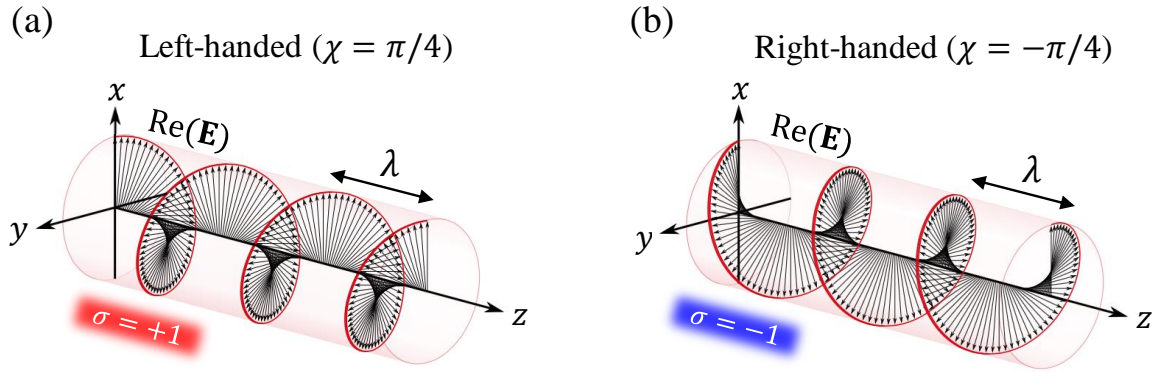 (a)
Left-handed (χ = π/4)
x
Re(E)
λ
y
z
σ = +1
(b)
Right-handed (χ = −π/4)
x
Re(E)
λ
y
z
σ = −1